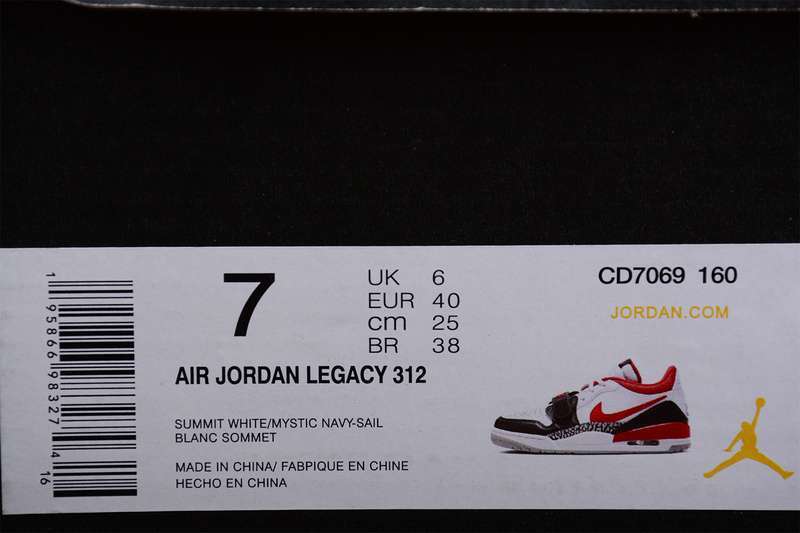 1 95866 98327 4 16
7
UK 6
EUR 40
cm 25
BR 38
CD7069 160
JORDAN.COM
AIR JORDAN LEGACY 312
SUMMIT WHITE/MYSTIC NAVY-SAIL
BLANC SOMMET
MADE IN CHINA/ FABPIQUE EN CHINE
HECHO EN CHINA